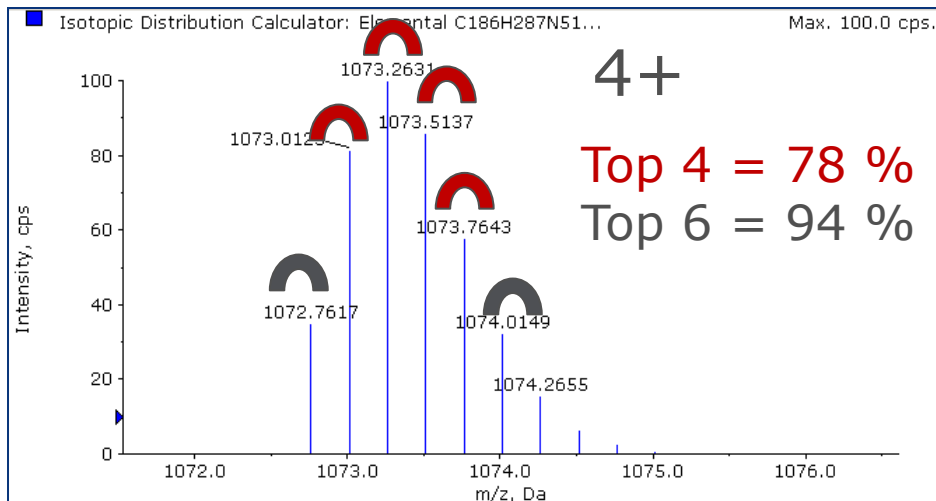 Isotopic Distribution Calculator: Elemental C186H287N51... Max. 100.0 cps.
4+
Top 4 = 78 %
Top 6 = 94 %
1073.2631
1073.5137
1073.7643
1072.7617
1074.0149
1074.2655
Intensity, cps
100
80
60
40
20
0
1072.0 1073.0 1074.0 1075.0 1076.0
m/z, Da